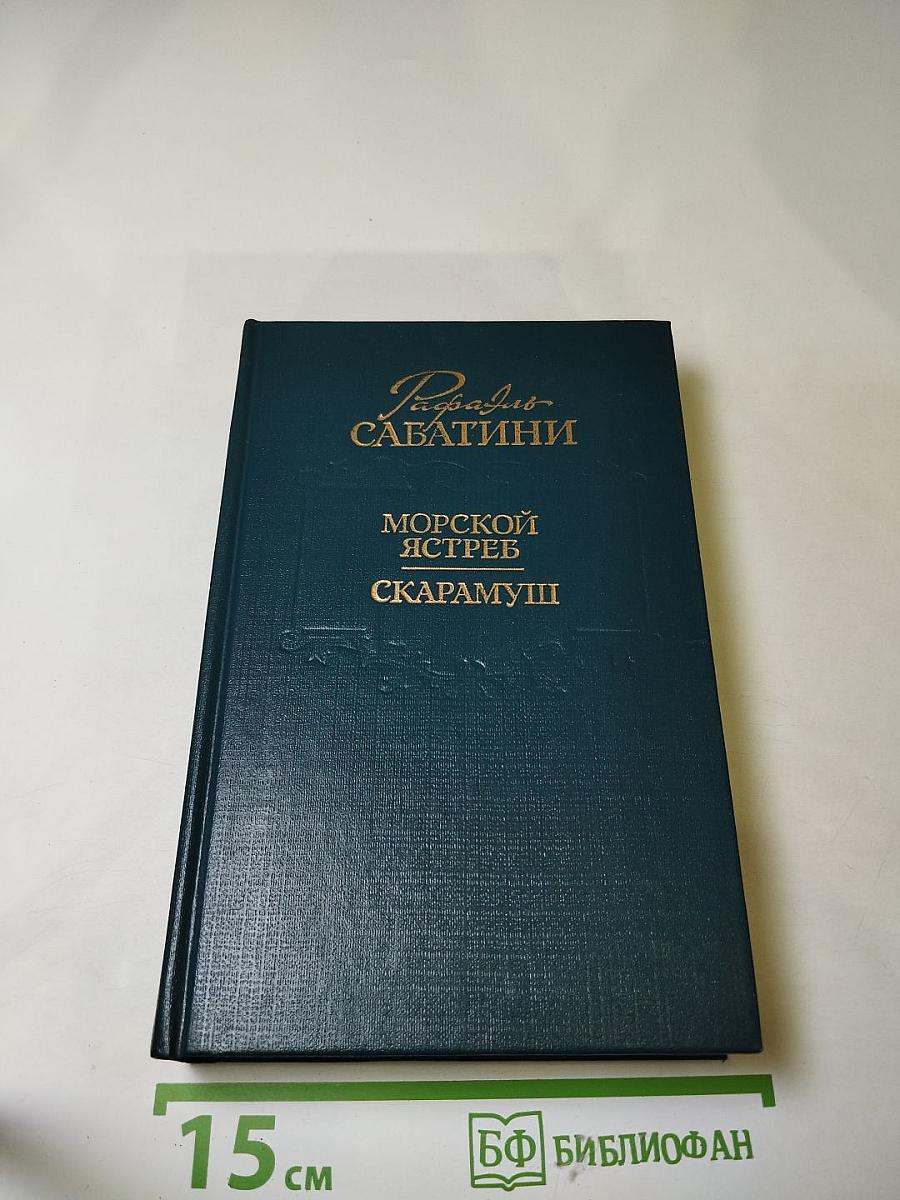 Рафаэль
САБАТИНИ
МОРСКОЙ
ЯСТРЕБ
СКАРАМУШ
15 см
БФ БИБЛИОФАН